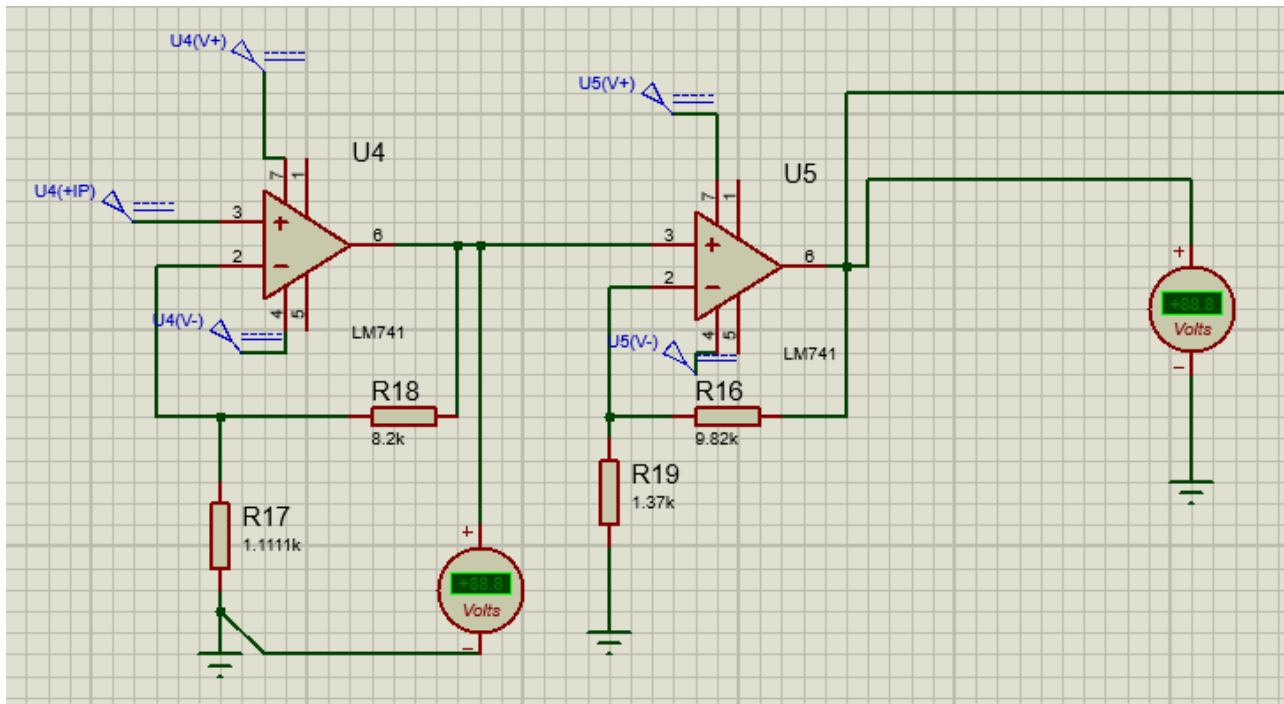 U4(V+)
U4
7
1
U4(+IP)
3
+
6
2
−
4
5
U4(V-)
LM741
R18
8.2k
R17
1.1111k
+
+88.8
Volts
−
U5(V+)
U5
7
1
3
+
6
2
−
4
5
U5(V-)
LM741
R16
9.82k
R19
1.37k
+
+88.8
Volts
−